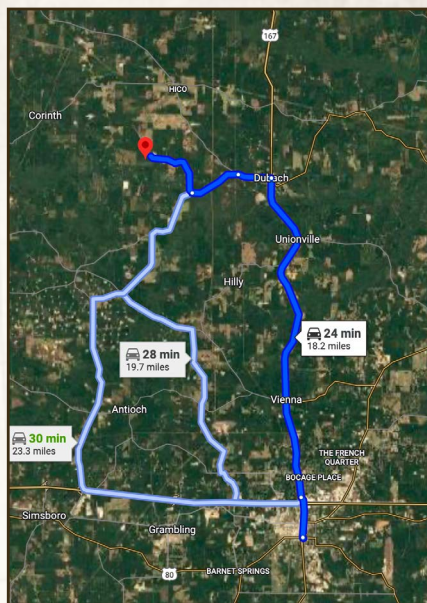 167
HICO
Corinth
Dubach
Unionville
Hilly
24 min
18.2 miles
28 min
19.7 miles
Vienna
Antioch
30 min
23.3 miles
THE FRENCH
QUARTER
BOCAGE PLACE
Simsboro
Grambling
80
BARNET SPRINGS